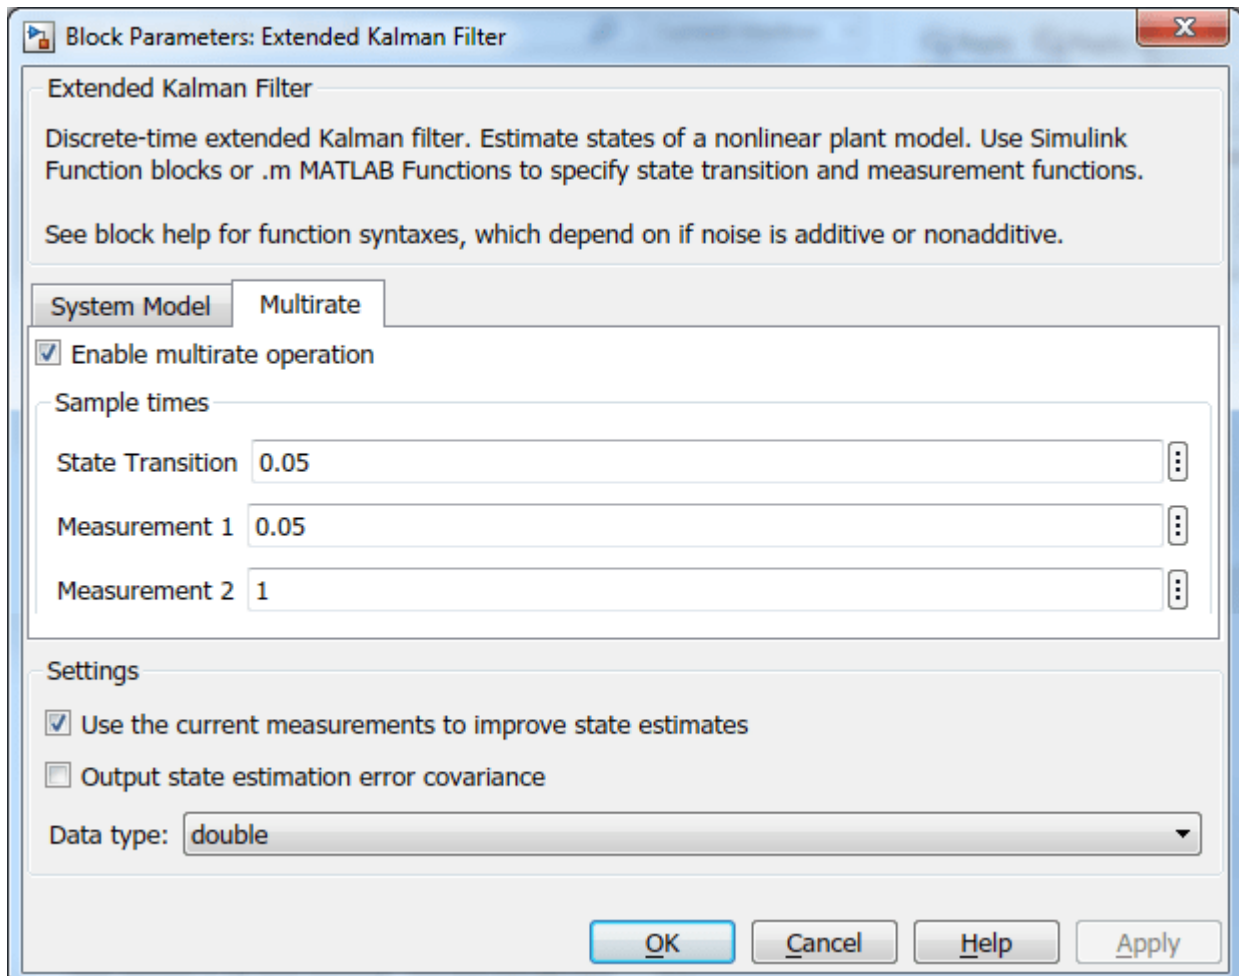 Block Parameters: Extended Kalman Filter
Extended Kalman Filter
Discrete-time extended Kalman filter. Estimate states of a nonlinear plant model. Use Simulink
Function blocks or .m MATLAB Functions to specify state transition and measurement functions.
See block help for function syntaxes, which depend on if noise is additive or nonadditive.
System Model Multirate
Enable multirate operation
Sample times
State Transition 0.05
Measurement 1 0.05
Measurement 2 1
Settings
Use the current measurements to improve state estimates
Output state estimation error covariance
Data type: double
OK Cancel Help Apply